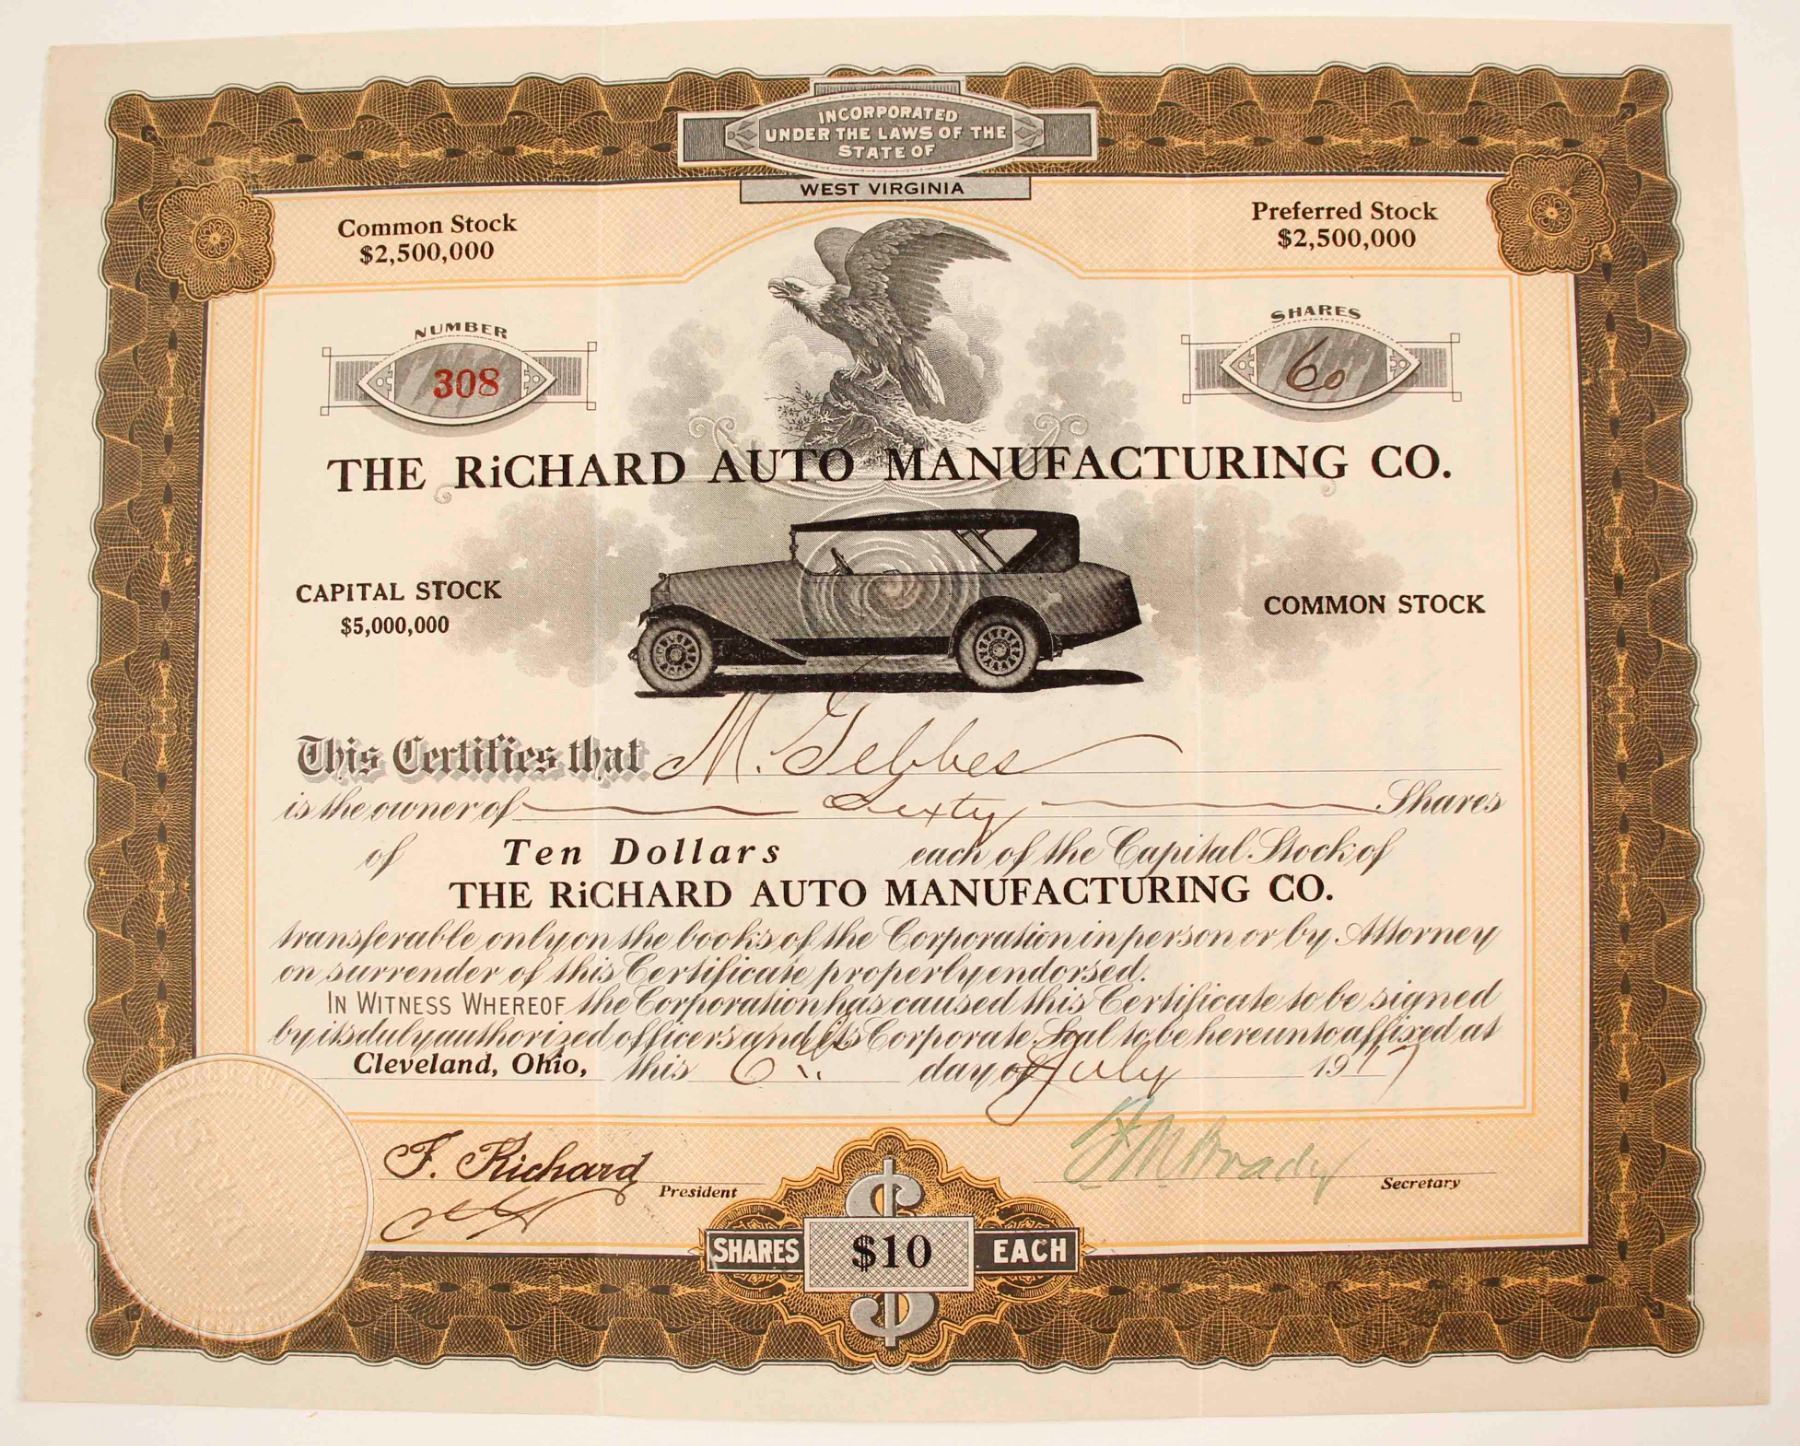 INCORPORATED
UNDER THE LAWS OF THE
STATE OF
WEST VIRGINIA
Common Stock
$2,500,000
Preferred Stock
$2,500,000
NUMBER
308
SHARES
60
THE RiCHARD AUTO MANUFACTURING CO.
CAPITAL STOCK
$5,000,000
COMMON STOCK
This Certifies that M. Gebbes
is the owner of Sixty Shares
of Ten Dollars each of the Capital Stock of
THE RiCHARD AUTO MANUFACTURING CO.
transferable only on the books of the Corporation in person or by Attorney
on surrender of this Certificate properly endorsed.
IN WITNESS WHEREOF the Corporation has caused this Certificate to be signed
by its duly authorized officers and its Corporate Seal to be hereunto affixed at
Cleveland, Ohio, this 6th day of July 1917
F. Richard
President
F M Brady
Secretary
SHARES $10 EACH